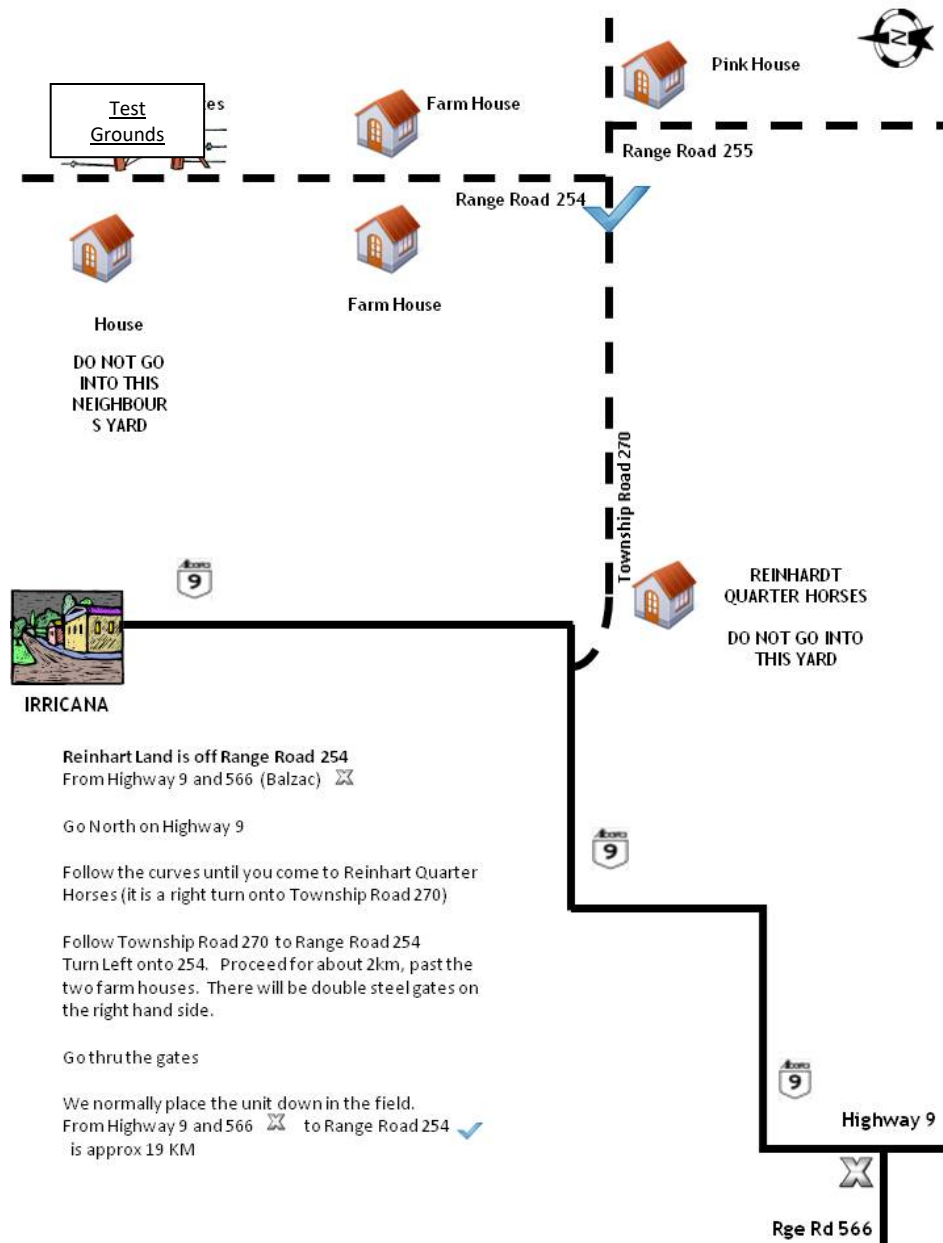 N
Pink House
Test
Grounds
es
Farm House
Range Road 255
Range Road 254
House
Farm House
DO NOT GO
INTO THIS
NEIGHBOUR
S YARD
Township Road 270
Alberta
9
REINHARDT
QUARTER HORSES
DO NOT GO INTO
THIS YARD
IRRICANA
Reinhart Land is off Range Road 254
From Highway 9 and 566 (Balzac) X
Go North on Highway 9
Alberta
9
Follow the curves until you come to Reinhart Quarter
Horses (it is a right turn onto Township Road 270)
Follow Township Road 270 to Range Road 254
Turn Left onto 254. Proceed for about 2km, past the
two farm houses. There will be double steel gates on
the right hand side.
Go thru the gates
Alberta
9
We normally place the unit down in the field.
From Highway 9 and 566 X to Range Road 254 ✓
is approx 19 KM
Highway 9
X
Rge Rd 566